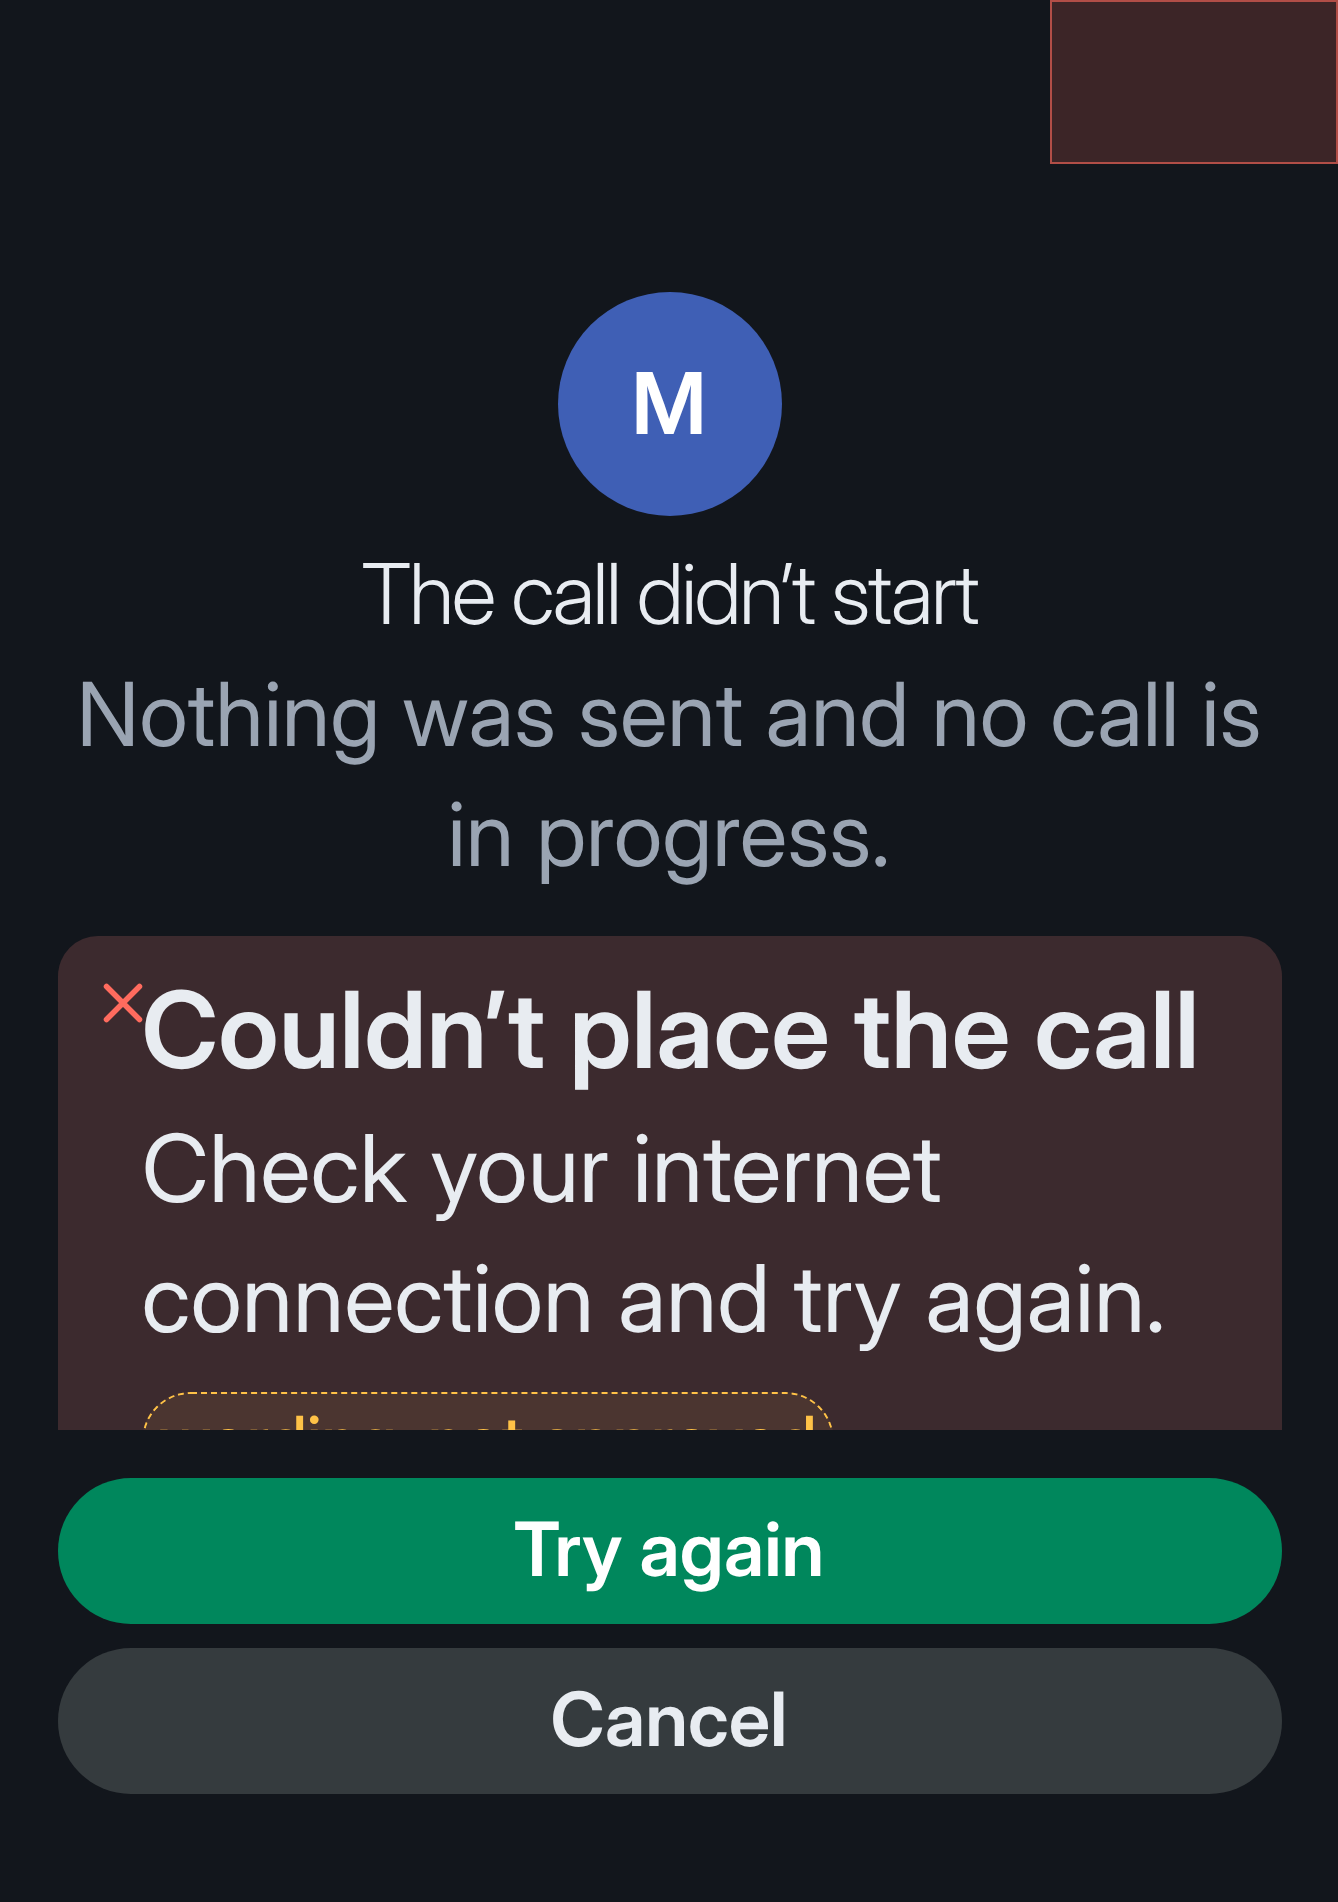 M
The call didn’t start
Nothing was sent and no call is
in progress.
Couldn’t place the call
Check your internet
connection and try again.
Try again
Cancel